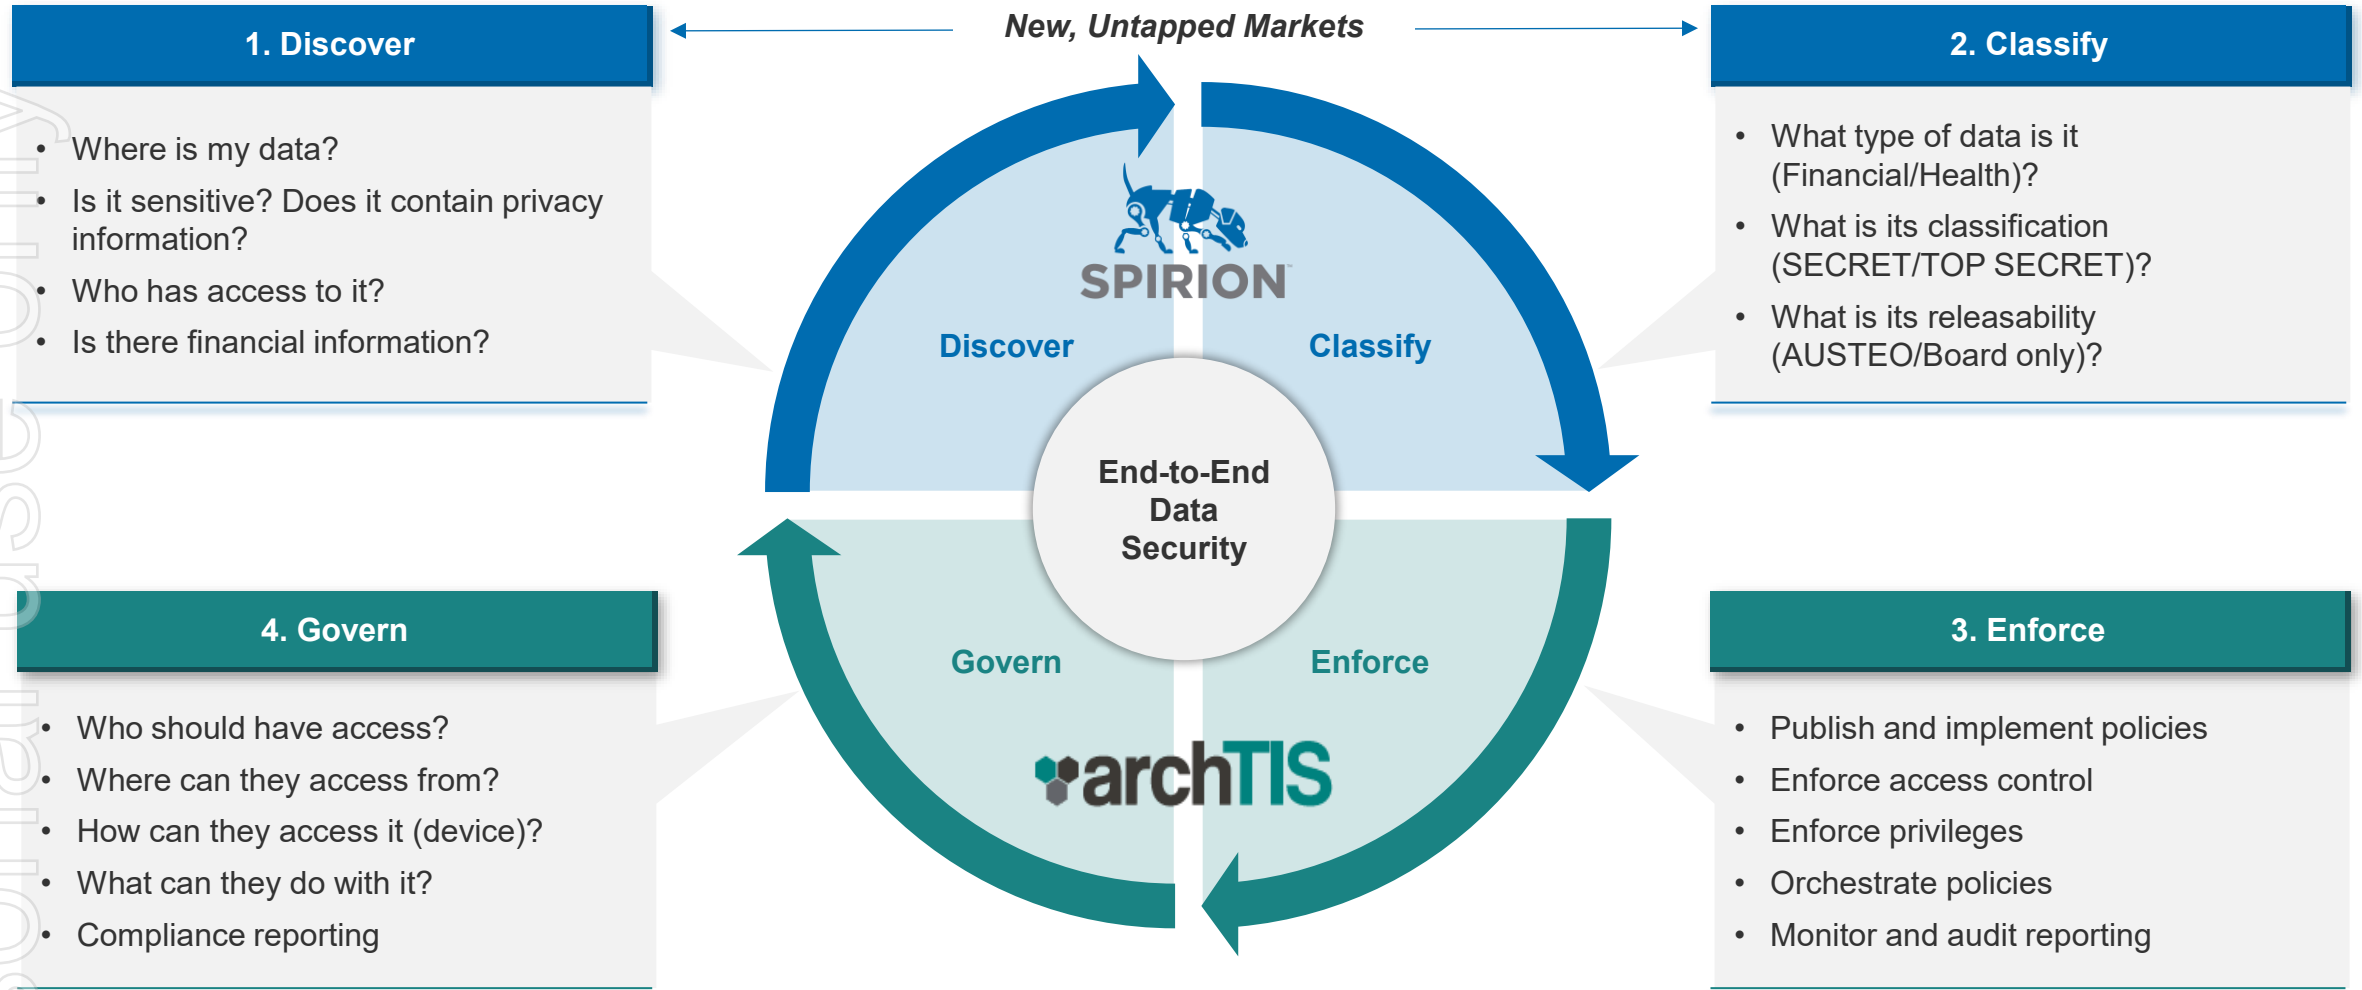 New, Untapped Markets
1. Discover
• Where is my data?
• Is it sensitive? Does it contain privacy
information?
• Who has access to it?
• Is there financial information?
2. Classify
• What type of data is it
(Financial/Health)?
• What is its classification
(SECRET/TOP SECRET)?
• What is its releasability
(AUSTEO/Board only)?
SPIRION™
Discover
Classify
End-to-End
Data
Security
Govern
Enforce
archTIS
4. Govern
• Who should have access?
• Where can they access from?
• How can they access it (device)?
• What can they do with it?
• Compliance reporting
3. Enforce
• Publish and implement policies
• Enforce access control
• Enforce privileges
• Orchestrate policies
• Monitor and audit reporting
use only